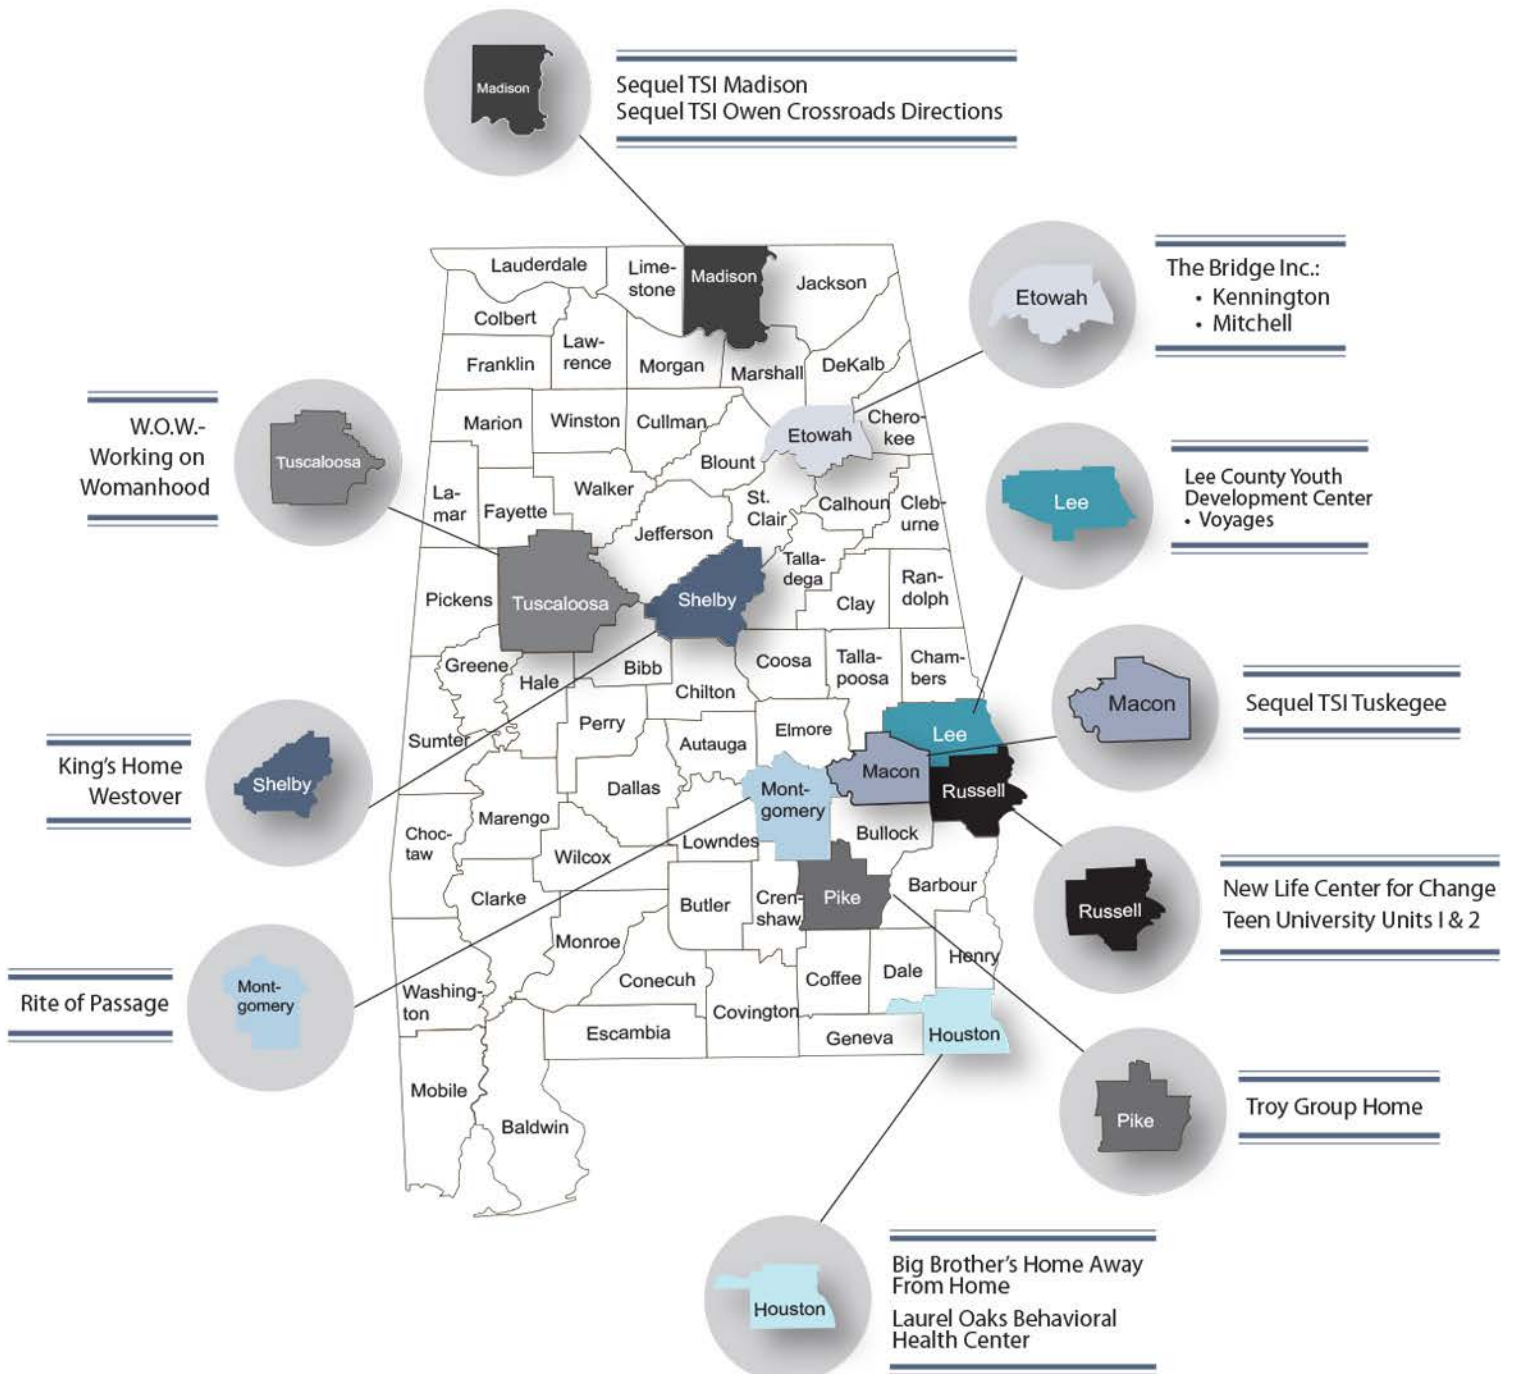 Madison
Sequel TSI Madison
Sequel TSI Owen Crossroads Directions
Etowah
The Bridge Inc.:
• Kennington
• Mitchell
W.O.W.-
Working on
Womanhood
Tuscaloosa
Lee
Lee County Youth
Development Center
• Voyages
Macon
Sequel TSI Tuskegee
King's Home
Westover
Shelby
Russell
New Life Center for Change
Teen University Units I & 2
Rite of Passage
Mont-
gomery
Pike
Troy Group Home
Houston
Big Brother's Home Away
From Home
Laurel Oaks Behavioral
Health Center
Lauderdale
Lime-
stone
Madison
Jackson
Colbert
Law-
rence
Franklin
Morgan
Marshall
DeKalb
Marion
Winston
Cullman
Etowah
Chero-
kee
Blount
La-
mar
Fayette
Walker
St.
Clair
Calhoun
Cleb-
urne
Jefferson
Talla-
dega
Ran-
dolph
Pickens
Tuscaloosa
Shelby
Clay
Greene
Hale
Bibb
Coosa
Talla-
poosa
Cham-
bers
Chilton
Perry
Elmore
Lee
Sumter
Autauga
Macon
Russell
Dallas
Mont-
gomery
Marengo
Choc-
taw
Lowndes
Bullock
Wilcox
Clarke
Butler
Cren-
shaw
Pike
Barbour
Monroe
Henry
Conecuh
Coffee
Dale
Washing-
ton
Covington
Escambia
Geneva
Houston
Mobile
Baldwin